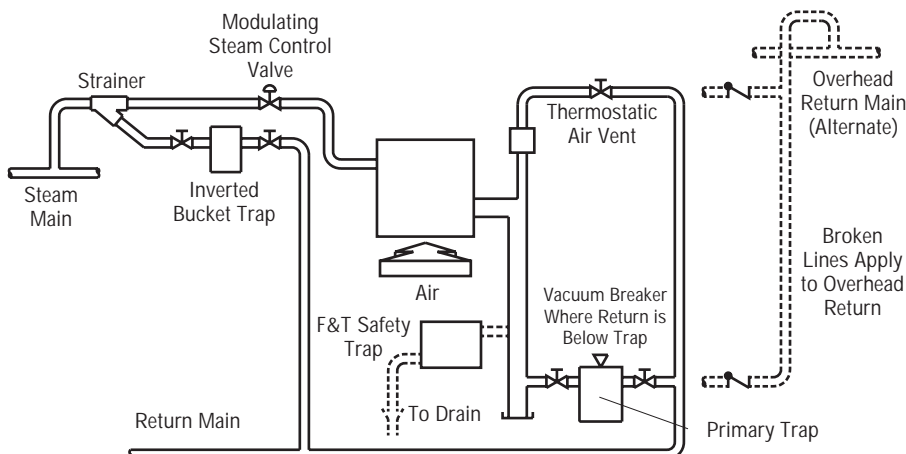 Modulating
Steam Control
Valve
Strainer
Overhead
Return Main
(Alternate)
Thermostatic
Air Vent
Steam
Main
Inverted
Bucket Trap
Broken
Lines Apply
to Overhead
Return
Air
Vacuum Breaker
Where Return is
Below Trap
F&T Safety
Trap
To Drain
Return Main
Primary Trap